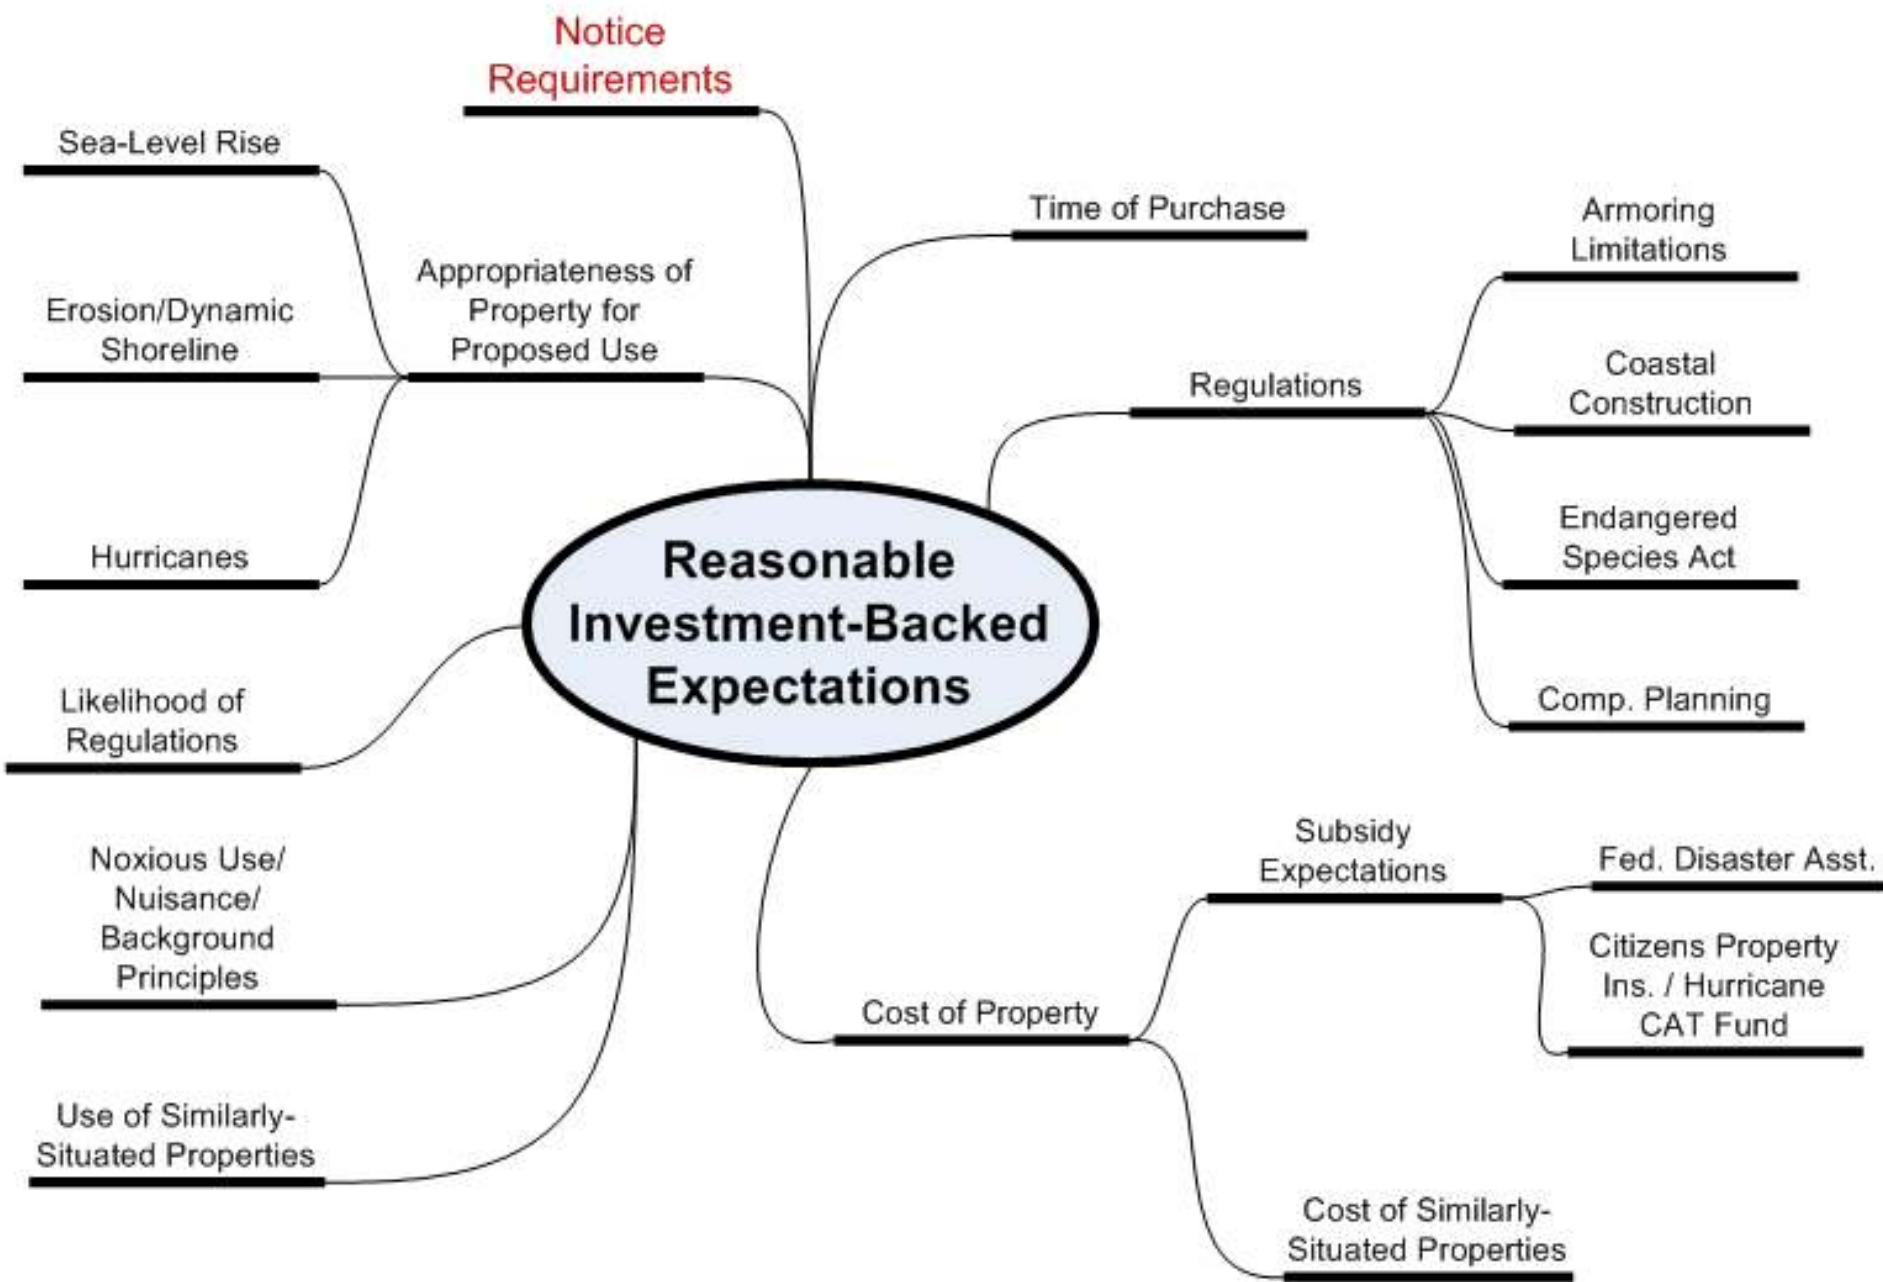 Notice
Requirements
Sea-Level Rise
Time of Purchase
Armoring
Limitations
Appropriateness of
Property for
Proposed Use
Erosion/Dynamic
Shoreline
Regulations
Coastal
Construction
Hurricanes
Endangered
Species Act
Reasonable
Investment-Backed
Expectations
Likelihood of
Regulations
Comp. Planning
Noxious Use/
Nuisance/
Background
Principles
Subsidy
Expectations
Fed. Disaster Asst.
Citizens Property
Ins. / Hurricane
CAT Fund
Cost of Property
Use of Similarly-
Situated Properties
Cost of Similarly-
Situated Properties